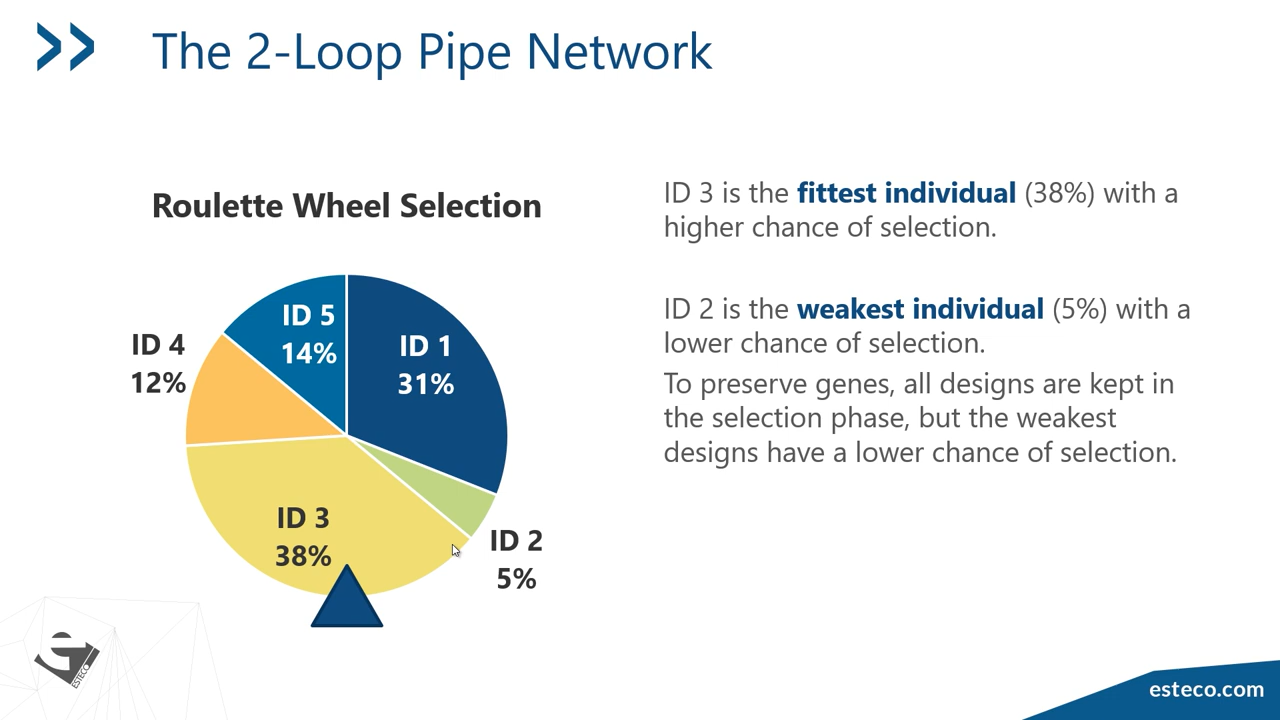 The 2-Loop Pipe Network
Roulette Wheel Selection
ID 5
14%
ID 1
31%
ID 4
12%
ID 3
38%
ID 2
5%
ID 3 is the fittest individual (38%) with a
higher chance of selection.
ID 2 is the weakest individual (5%) with a
lower chance of selection.
To preserve genes, all designs are kept in
the selection phase, but the weakest
designs have a lower chance of selection.
ESTECO
esteco.com